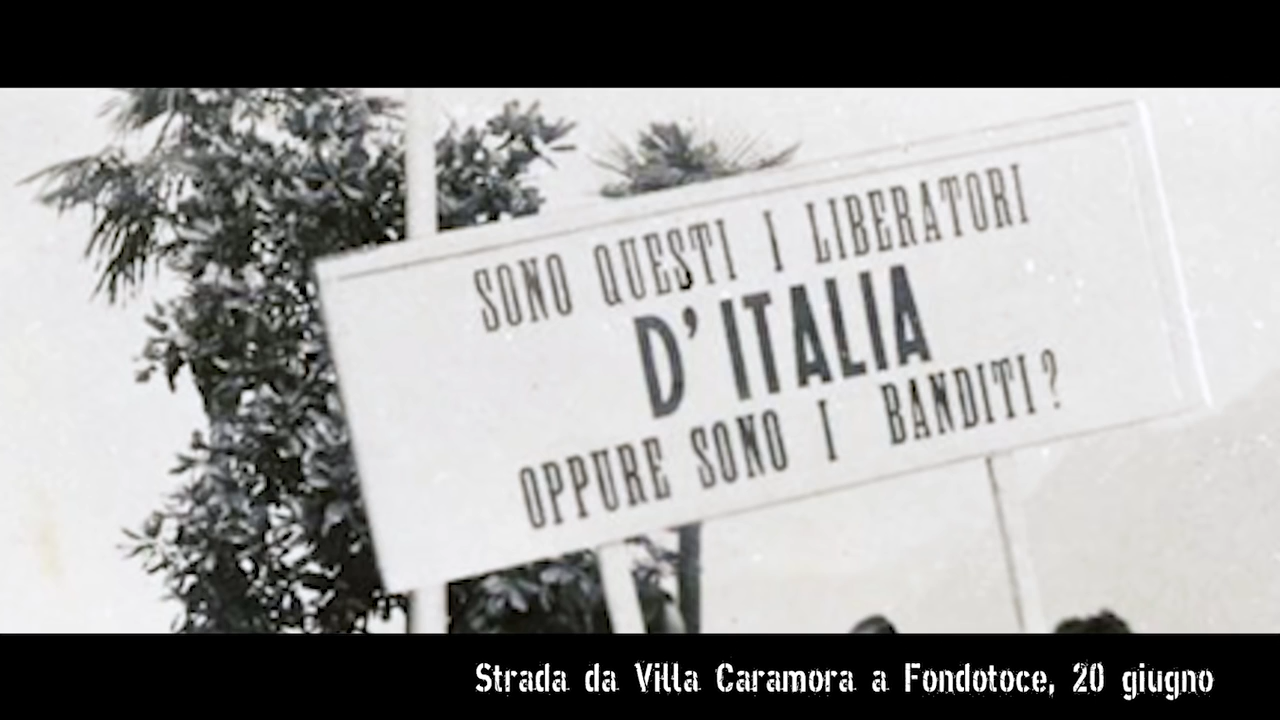 SONO QUESTI I LIBERATORI
D'ITALIA
OPPURE SONO I BANDITI?
Strada da Villa Caramora a Fondotoce, 20 giugno